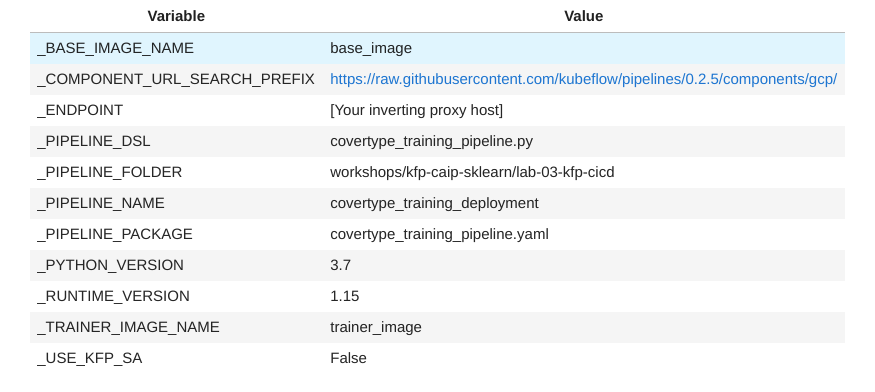 Variable Value
_BASE_IMAGE_NAME base_image
_COMPONENT_URL_SEARCH_PREFIX https://raw.githubusercontent.com/kubeflow/pipelines/0.2.5/components/gcp/
_ENDPOINT [Your inverting proxy host]
_PIPELINE_DSL covertype_training_pipeline.py
_PIPELINE_FOLDER workshops/kfp-caip-sklearn/lab-03-kfp-cicd
_PIPELINE_NAME covertype_training_deployment
_PIPELINE_PACKAGE covertype_training_pipeline.yaml
_PYTHON_VERSION 3.7
_RUNTIME_VERSION 1.15
_TRAINER_IMAGE_NAME trainer_image
_USE_KFP_SA False